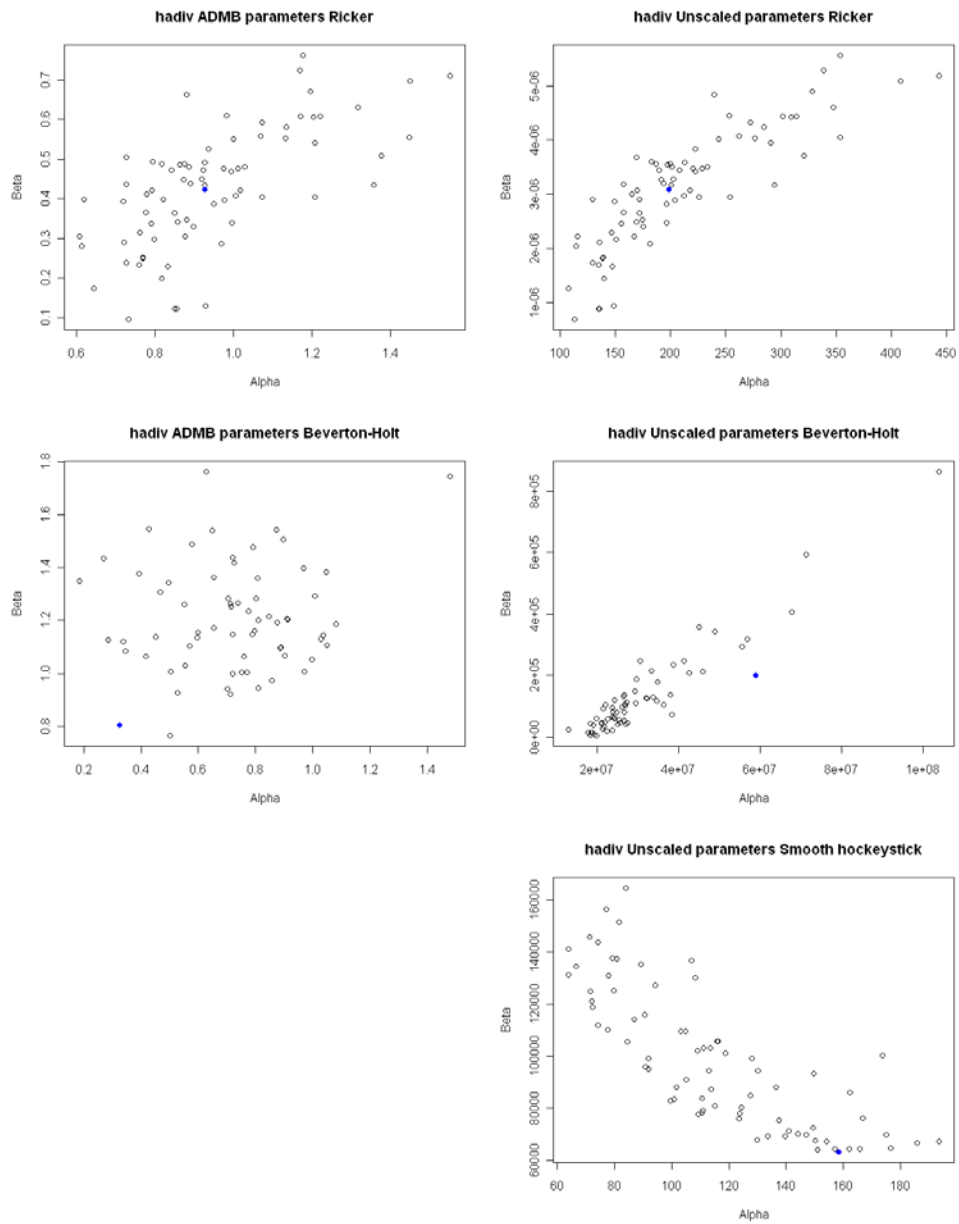 hadiv ADMB parameters Ricker
Beta
0.1 0.2 0.3 0.4 0.5 0.6 0.7
0.6 0.8 1.0 1.2 1.4
Alpha
hadiv Unscaled parameters Ricker
Beta
1e-06 2e-06 3e-06 4e-06 5e-06
100 150 200 250 300 350 400 450
Alpha
hadiv ADMB parameters Beverton-Holt
Beta
0.8 1.0 1.2 1.4 1.6 1.8
0.2 0.4 0.6 0.8 1.0 1.2 1.4
Alpha
hadiv Unscaled parameters Beverton-Holt
Beta
0e+00 2e+05 4e+05 6e+05 8e+05
2e+07 4e+07 6e+07 8e+07 1e+08
Alpha
hadiv Unscaled parameters Smooth hockeystick
Beta
60000 80000 100000 120000 140000 160000
60 80 100 120 140 160 180
Alpha